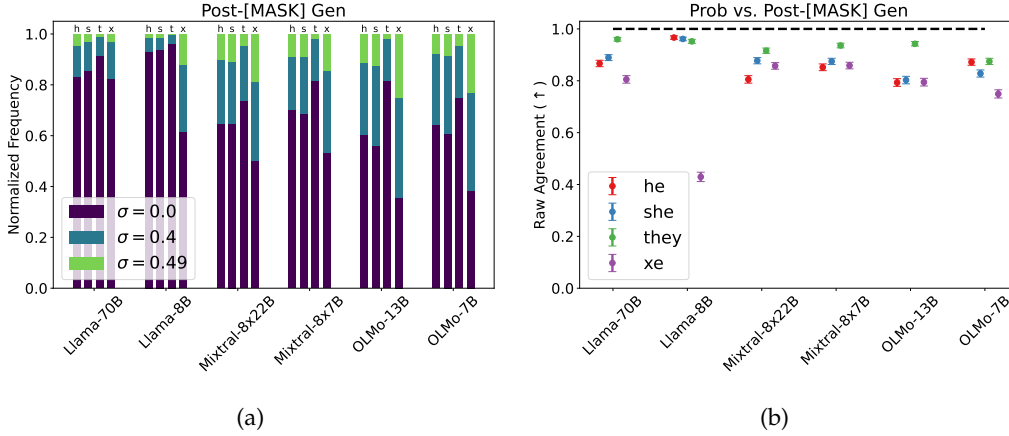 Post-[MASK] Gen
h s t x h s t x h s t x h s t x h s t x h s t x
Normalized Frequency
1.0
0.8
0.6
0.4
0.2
0.0
σ = 0.0
σ = 0.4
σ = 0.49
Llama-70B
Llama-8B
Mixtral-8x22B
Mixtral-8x7B
OLMo-13B
OLMo-7B
(a)
Prob vs. Post-[MASK] Gen
Raw Agreement (↑)
1.0
0.8
0.6
0.4
0.2
0.0
he
she
they
xe
Llama-70B
Llama-8B
Mixtral-8x22B
Mixtral-8x7B
OLMo-13B
OLMo-7B
(b)